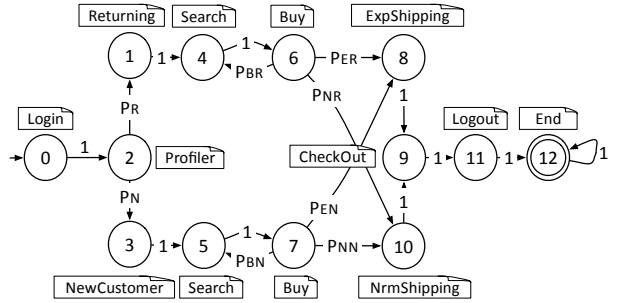 Returning Search Buy ExpShipping
1 1 4 1 6 PER 8
PBR
PR PNR 1
Login Logout End
0 1 2 Profiler CheckOut 9 1 11 1 12 1
PN PEN 1
3 1 5 1 7 PNN 10
PBN
NewCustomer Search Buy NrmShipping